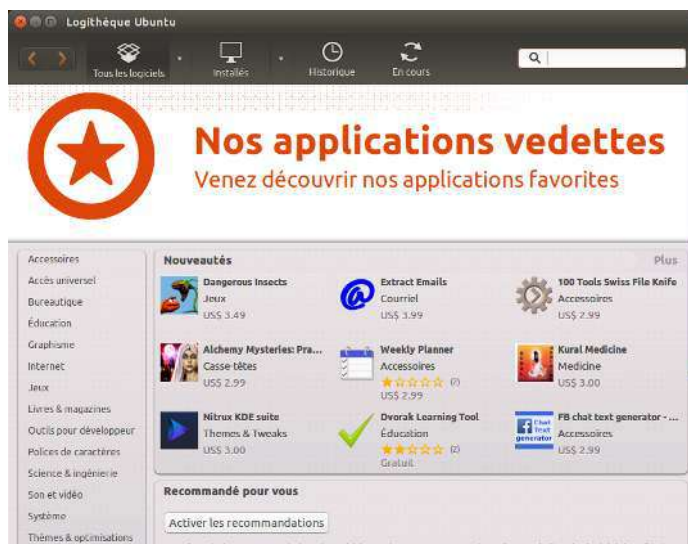 Logithèque Ubuntu
Tous les logiciels
Installés
Historique
En cours
Nos applications vedettes
Venez découvrir nos applications favorites
Accessoires
Accès universel
Bureautique
Éducation
Graphisme
Internet
Jeux
Livres & magazines
Outils pour développeur
Polices de caractères
Science & ingénierie
Son et vidéo
Système
Thèmes & optimisations
Nouveautés
Plus
Dangerous Insects
Jeux
US$ 3.49
Extract Emails
Courriel
US$ 3.99
100 Tools Swiss File Knife
Accessoires
US$ 2.99
Alchemy Mysteries: Pra...
Casse têtes
US$ 2.99
Weekly Planner
Accessoires
(7)
US$ 2.99
Kural Medicine
Medicine
US$ 3.00
Nitrux KDE suite
Themes & Tweaks
US$ 3.00
Dvorak Learning Tool
Éducation
(2)
Gratuit
Chat
Text
generator
FB chat text generator - ...
Accessoires
US$ 2.99
Recommandé pour vous
Activer les recommandations